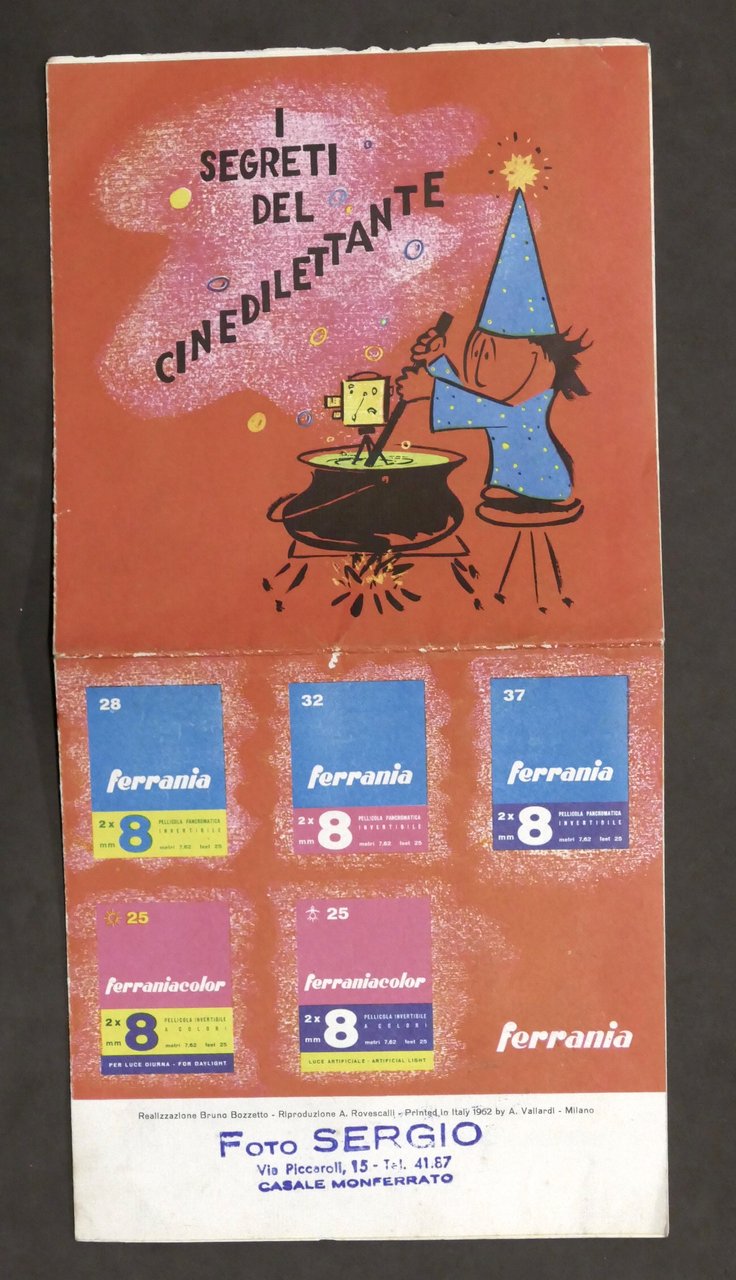 I
SEGRETI
DEL
CINEDILETTANTE
28
ferrania
2 x 8 mm
PELLICOLA PANCROMATICA
INVERTIBILE
metri 7,62 feet 25
32
ferrania
2 x 8 mm
PELLICOLA PANCROMATICA
INVERTIBILE
metri 7,62 feet 25
37
ferrania
2 x 8 mm
PELLICOLA PANCROMATICA
INVERTIBILE
metri 7,62 feet 25
25
ferraniacolor
2 x 8 mm
PELLICOLA INVERTIBILE
A COLORI
metri 7,62 feet 25
PER LUCE DIURNA - FOR DAYLIGHT
25
ferraniacolor
2 x 8 mm
PELLICOLA INVERTIBILE
A COLORI
metri 7,62 feet 25
LUCE ARTIFICIALE - ARTIFICIAL LIGHT
ferrania
Realizzazione Bruno Bozzetto - Riproduzione A. Rovescalli - Printed in Italy 1962 by A. Vallardi - Milano
FOTO SERGIO
Via Piccaroli, 15 - Tel. 41.87
CASALE MONFERRATO